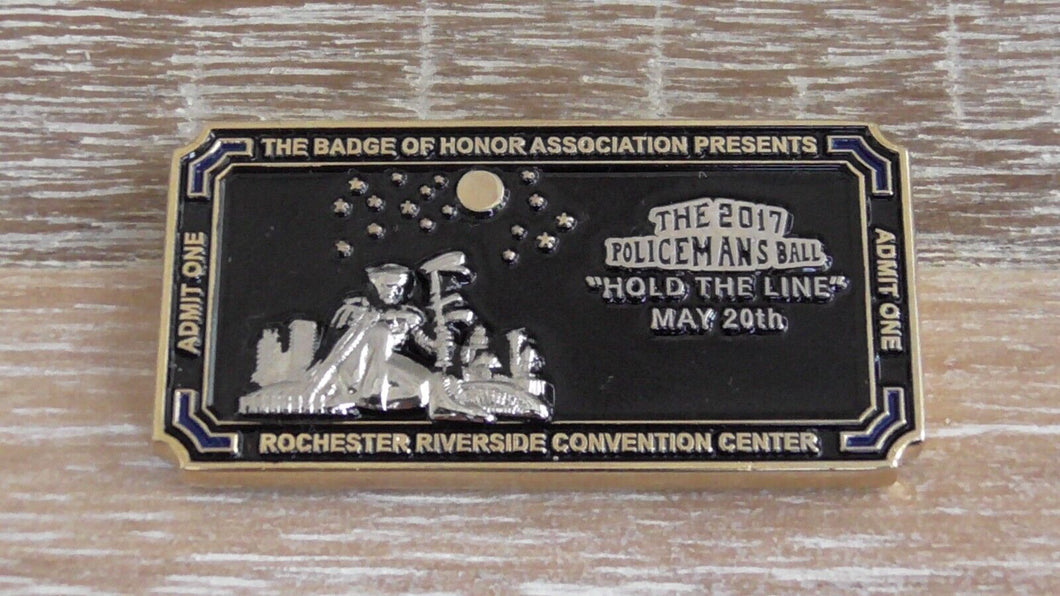 THE BADGE OF HONOR ASSOCIATION PRESENTS
ADMIT ONE
THE 2017
POLICEMANS BALL
"HOLD THE LINE"
MAY 20th
ADMIT ONE
ROCHESTER RIVERSIDE CONVENTION CENTER